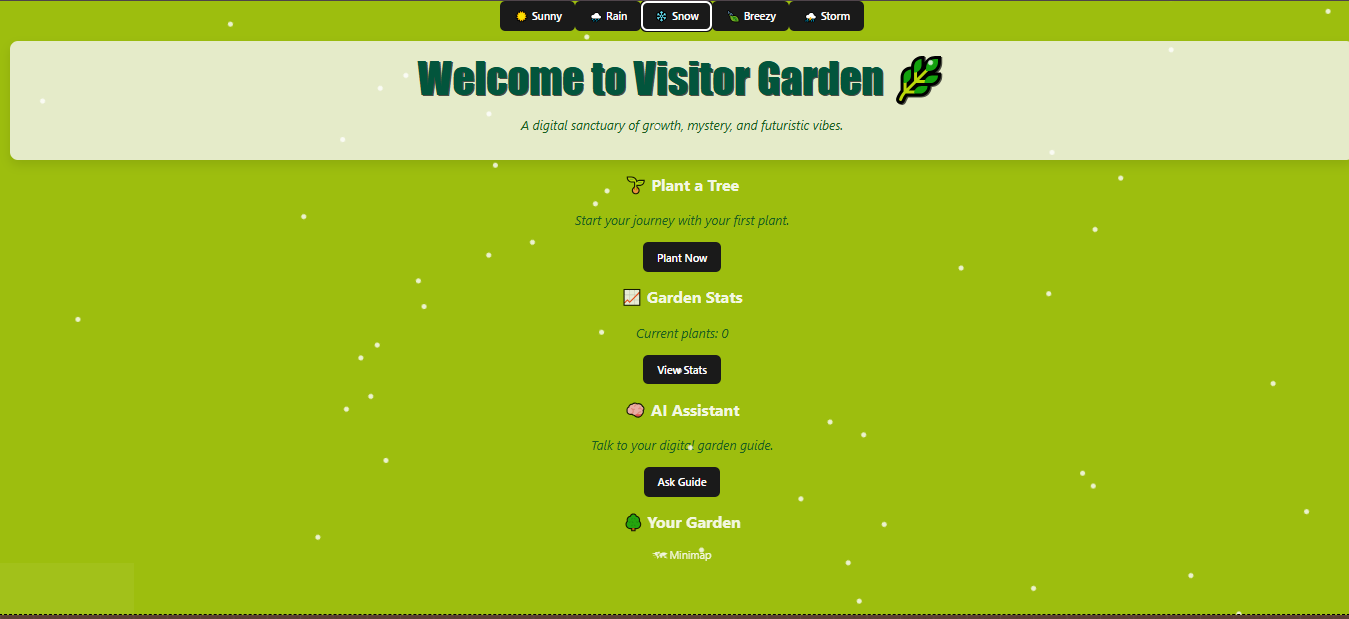 Sunny Rain Snow Breezy Storm
Welcome to Visitor Garden
A digital sanctuary of growth, mystery, and futuristic vibes.
Plant a Tree
Start your journey with your first plant.
Plant Now
Garden Stats
Current plants: 0
View Stats
AI Assistant
Talk to your digital garden guide.
Ask Guide
Your Garden
Minimap